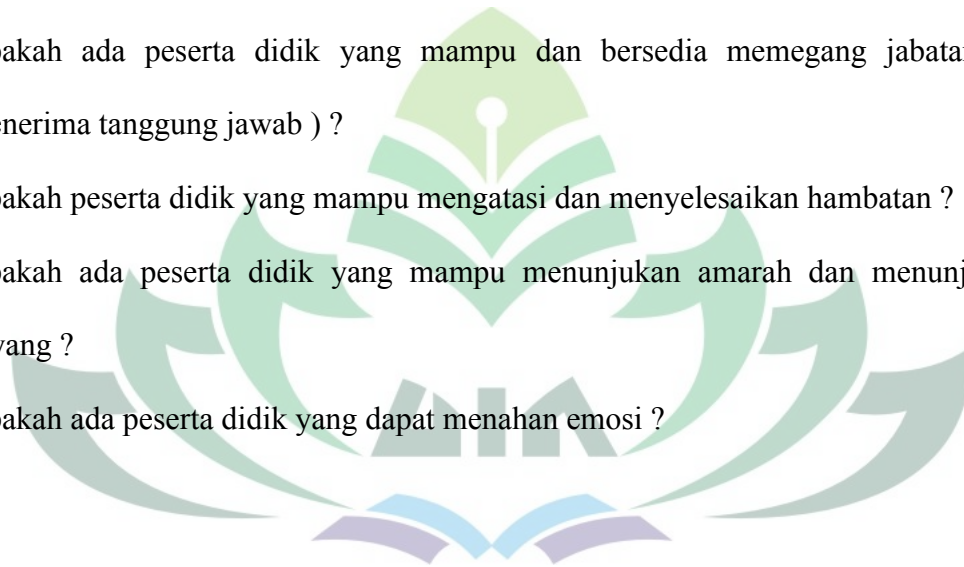 pakah ada peserta didik yang mampu dan bersedia memegang jabata
enerima tanggung jawab ) ?
pakah peserta didik yang mampu mengatasi dan menyelesaikan hambatan ?
pakah ada peserta didik yang mampu menunjukan amarah dan menunj
yang ?
pakah ada peserta didik yang dapat menahan emosi ?